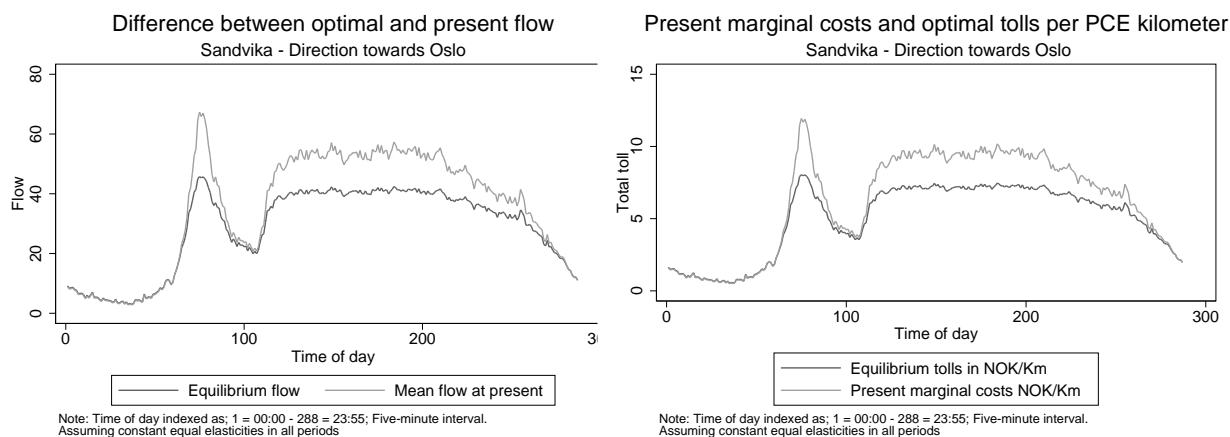 Difference between optimal and present flow
Sandvika - Direction towards Oslo
80
60
40
20
0
Flow
0
100
200
30
Time of day
Equilibrium flow
Mean flow at present
Note: Time of day indexed as; 1 = 00:00 - 288 = 23:55; Five-minute interval.
Assuming constant equal elasticities in all periods
Present marginal costs and optimal tolls per PCE kilometer
Sandvika - Direction towards Oslo
15
10
5
0
Total toll
0
100
200
300
Time of day
Equilibrium tolls in NOK/Km
Present marginal costs NOK/Km
Note: Time of day indexed as; 1 = 00:00 - 288 = 23:55; Five-minute interval.
Assuming constant equal elasticities in all periods